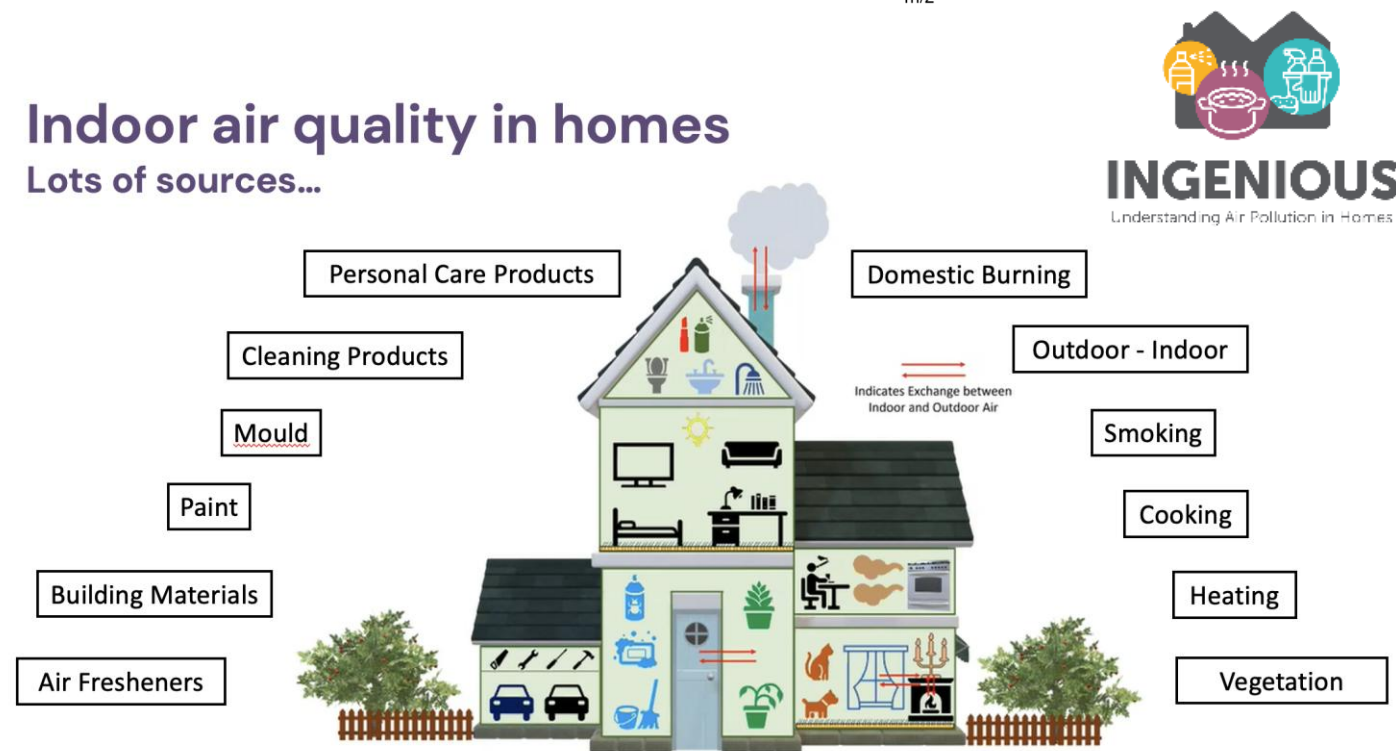 m/z
Indoor air quality in homes
Lots of sources…
INGENIOUS
Understanding Air Pollution in Homes
Personal Care Products
Domestic Burning
Cleaning Products
Outdoor - Indoor
Indicates Exchange between
Indoor and Outdoor Air
Mould
Smoking
Paint
Cooking
Building Materials
Heating
Air Fresheners
Vegetation